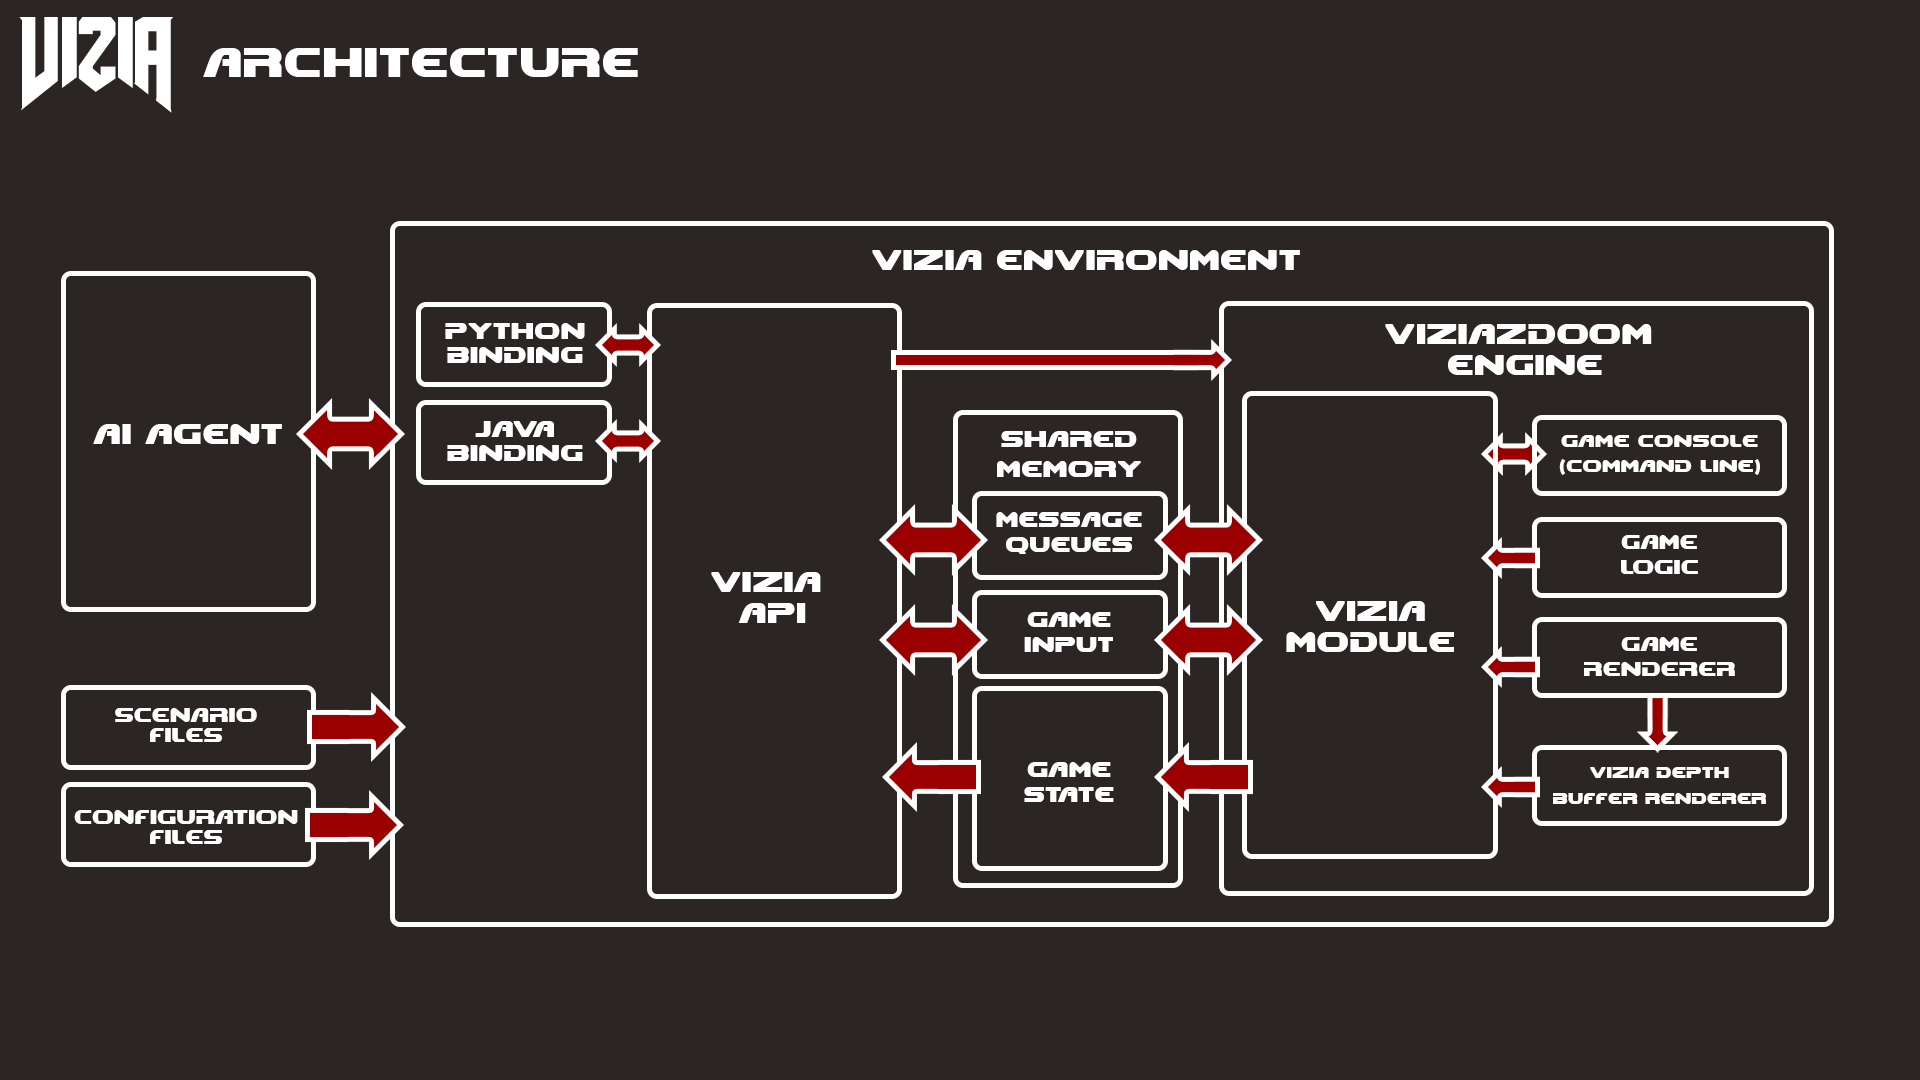 VIZIA
ARCHITECTURE
VIZIA ENVIRONMENT
AI AGENT
SCENARIO
FILES
CONFIGURATION
FILES
PYTHON
BINDING
JAVA
BINDING
VIZIA
API
SHARED
MEMORY
MESSAGE
QUEUES
GAME
INPUT
GAME
STATE
VIZIAZDOOM
ENGINE
VIZIA
MODULE
GAME CONSOLE
(COMMAND LINE)
GAME
LOGIC
GAME
RENDERER
VIZIA DEPTH
BUFFER RENDERER